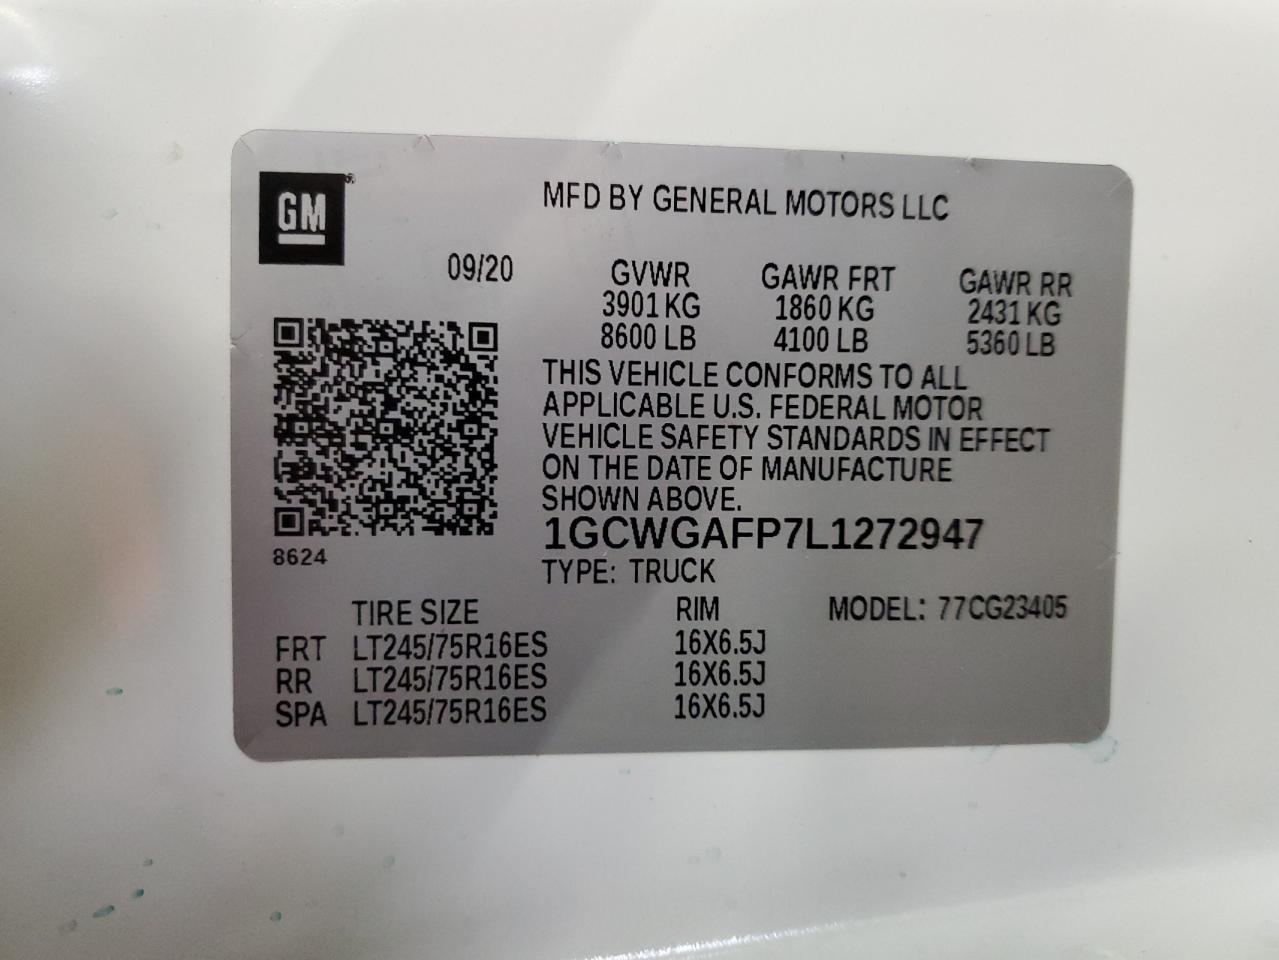 GM®
MFD BY GENERAL MOTORS LLC
09/20
GVWR GAWR FRT GAWR RR
3901 KG 1860 KG 2431 KG
8600 LB 4100 LB 5360 LB
THIS VEHICLE CONFORMS TO ALL
APPLICABLE U.S. FEDERAL MOTOR
VEHICLE SAFETY STANDARDS IN EFFECT
ON THE DATE OF MANUFACTURE
SHOWN ABOVE.
1GCWGAFP7L1272947
8624
TYPE: TRUCK
TIRE SIZE RIM MODEL: 77CG23405
FRT LT245/75R16ES 16X6.5J
RR LT245/75R16ES 16X6.5J
SPA LT245/75R16ES 16X6.5J